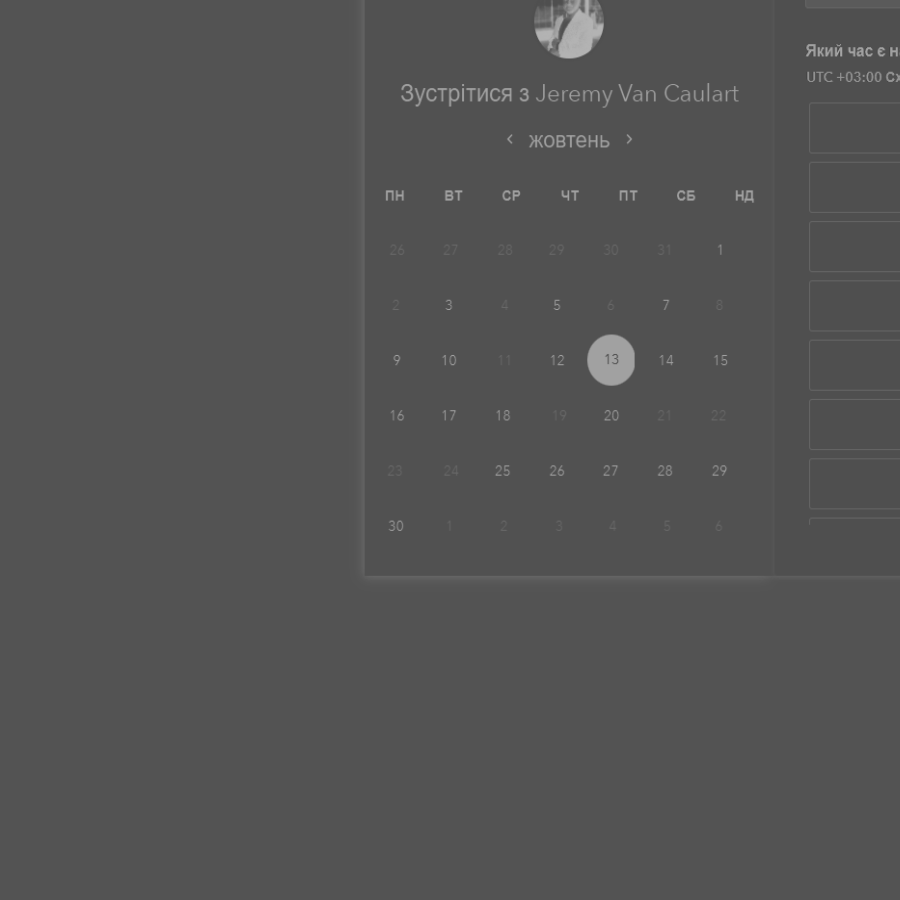 Зустрітися з Jeremy Van Caulart
‹ жовтень ›
ПН ВТ СР ЧТ ПТ СБ НД
26 27 28 29 30 31 1
2 3 4 5 6 7 8
9 10 11 12 13 14 15
16 17 18 19 20 21 22
23 24 25 26 27 28 29
30 1 2 3 4 5 6
Який час є
UTC +03:00